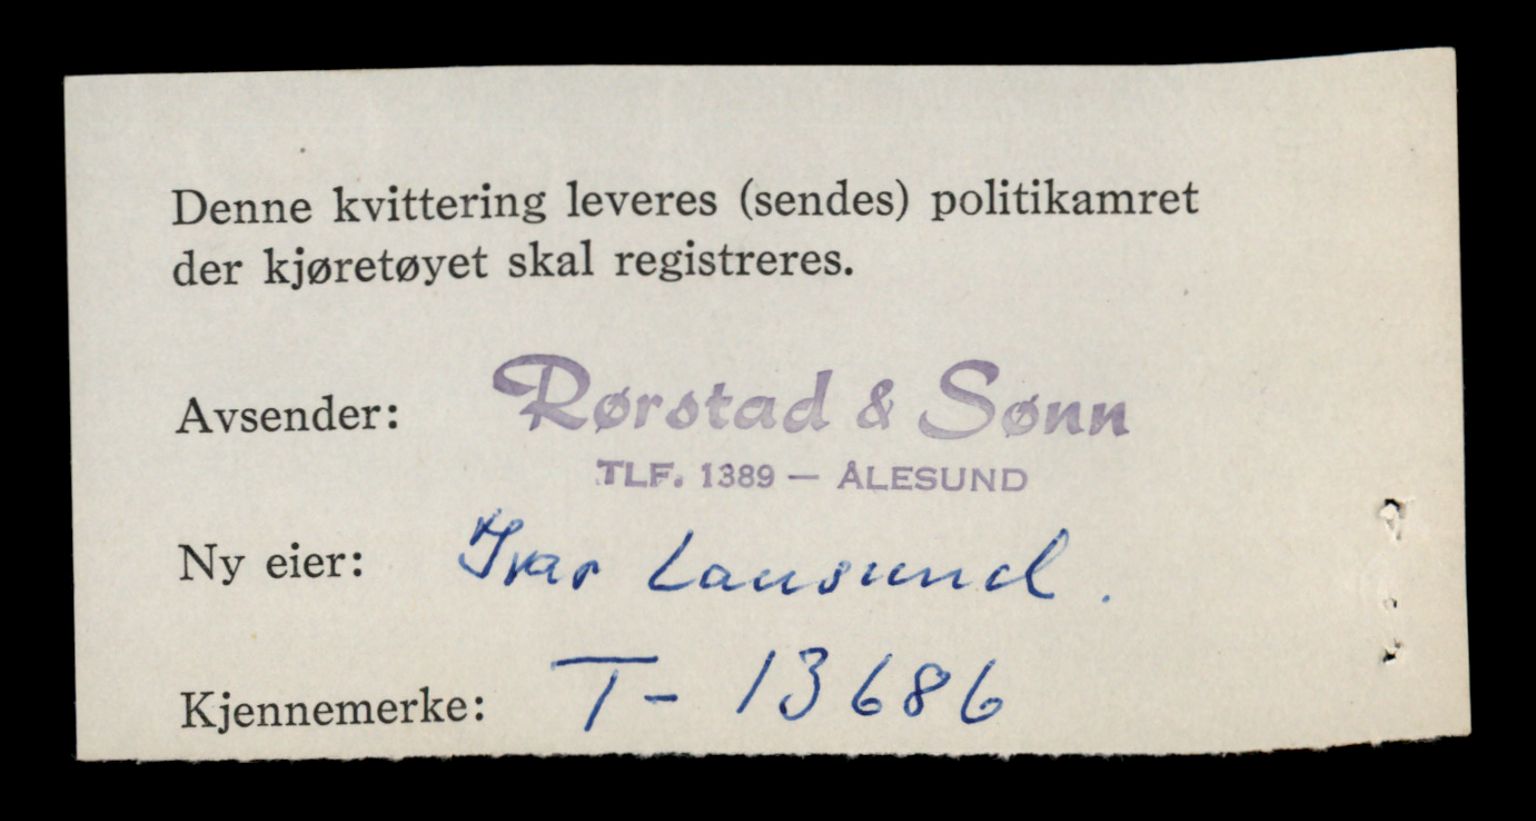 Denne kvittering leveres (sendes) politikamret
der kjøretøyet skal registreres.
Avsender: Rørstad & Sønn
TLF. 1389 — ÅLESUND
Ny eier: Ivar Lausund.
Kjennemerke: T- 13686